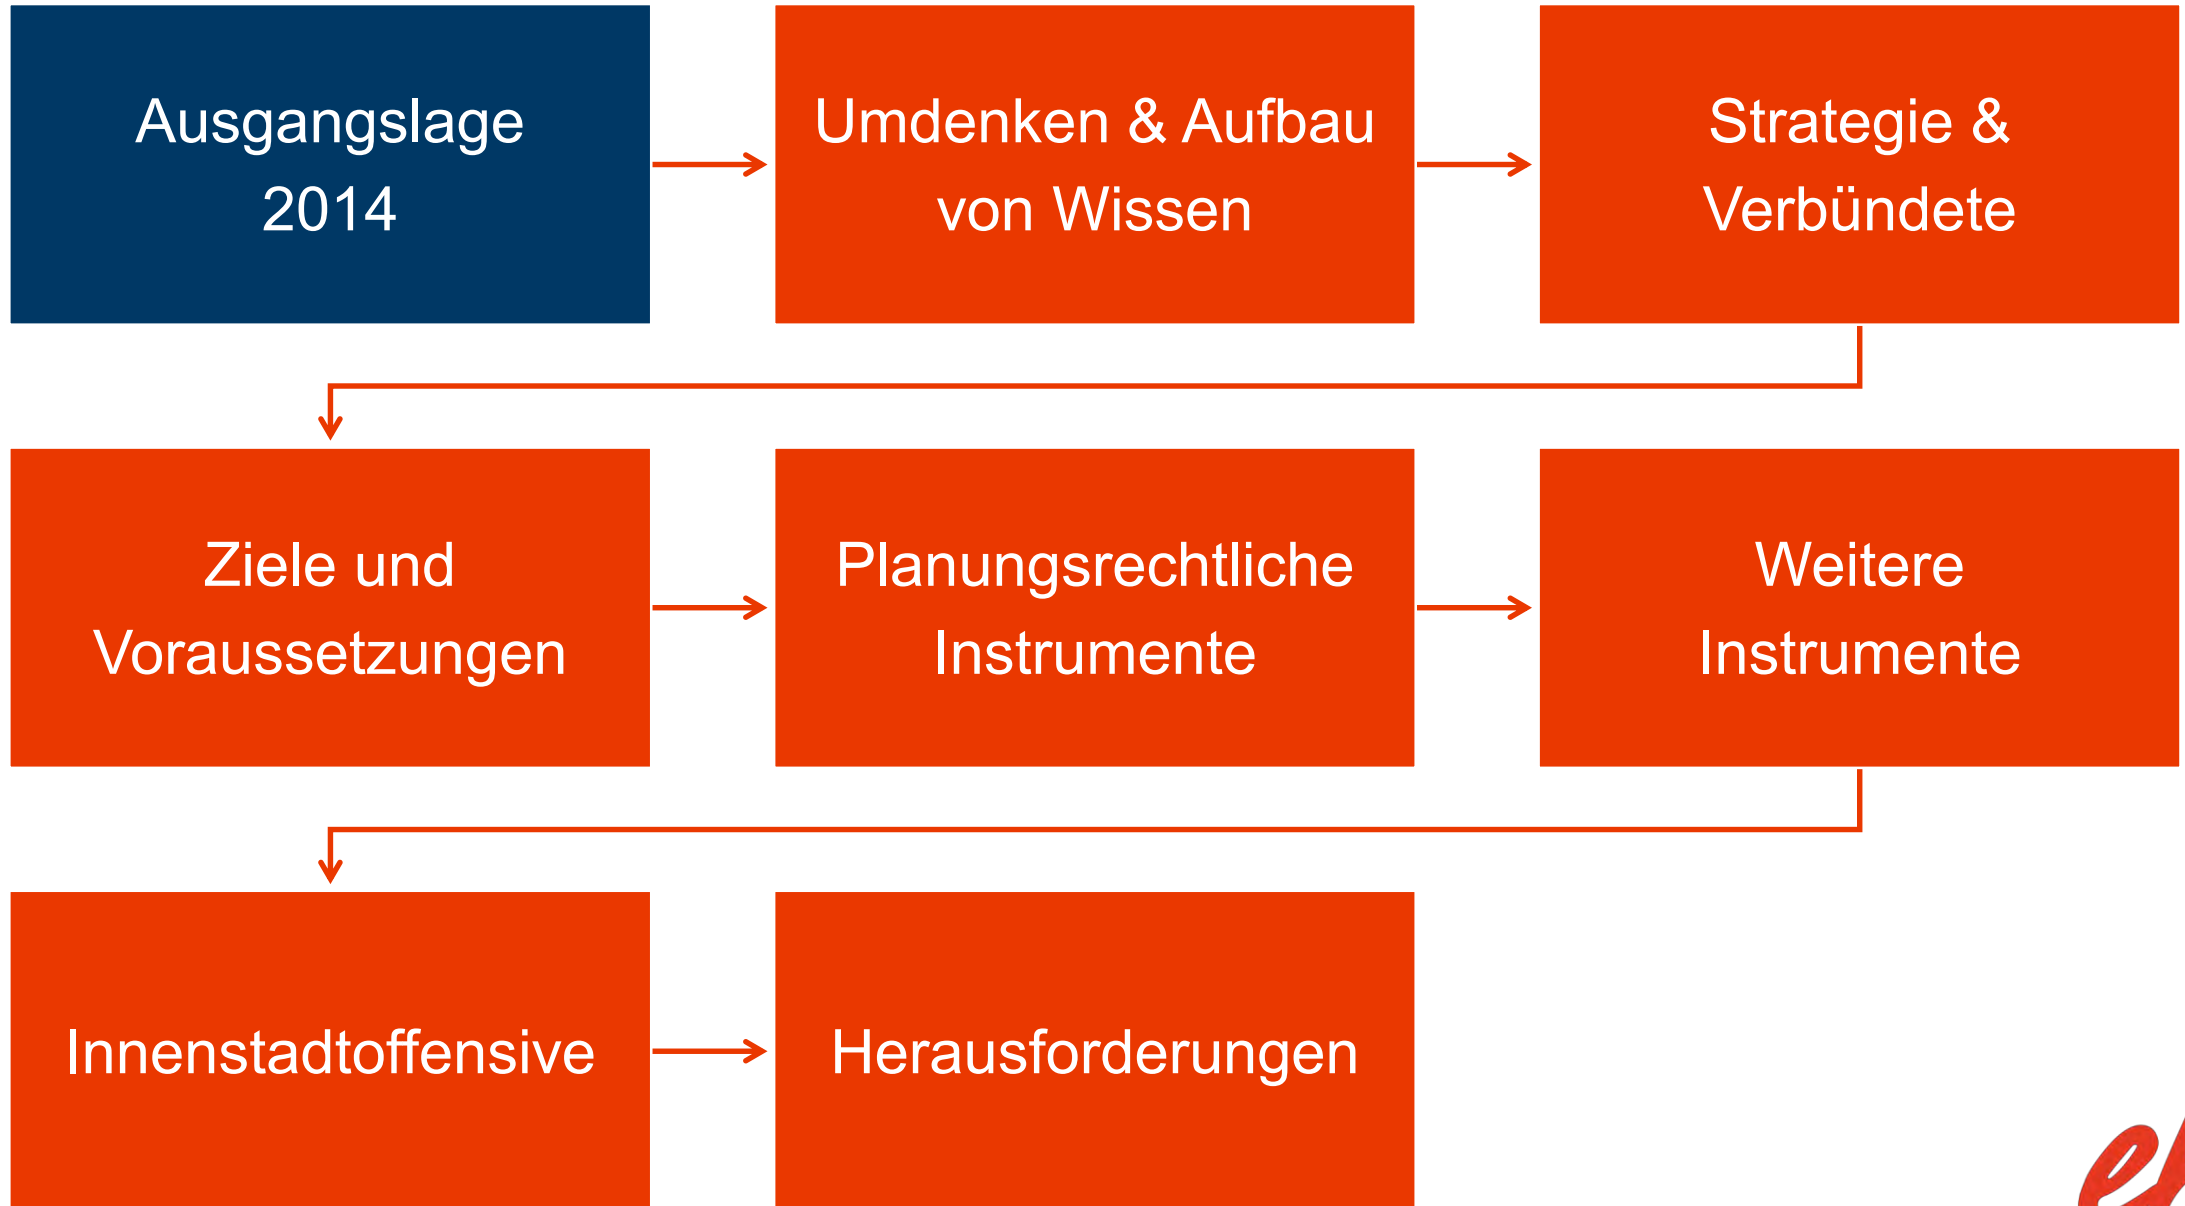 Ausgangslage
2014
Umdenken & Aufbau
von Wissen
Strategie &
Verbündete
Ziele und
Voraussetzungen
Planungsrechtliche
Instrumente
Weitere
Instrumente
Innenstadtoffensive
Herausforderungen